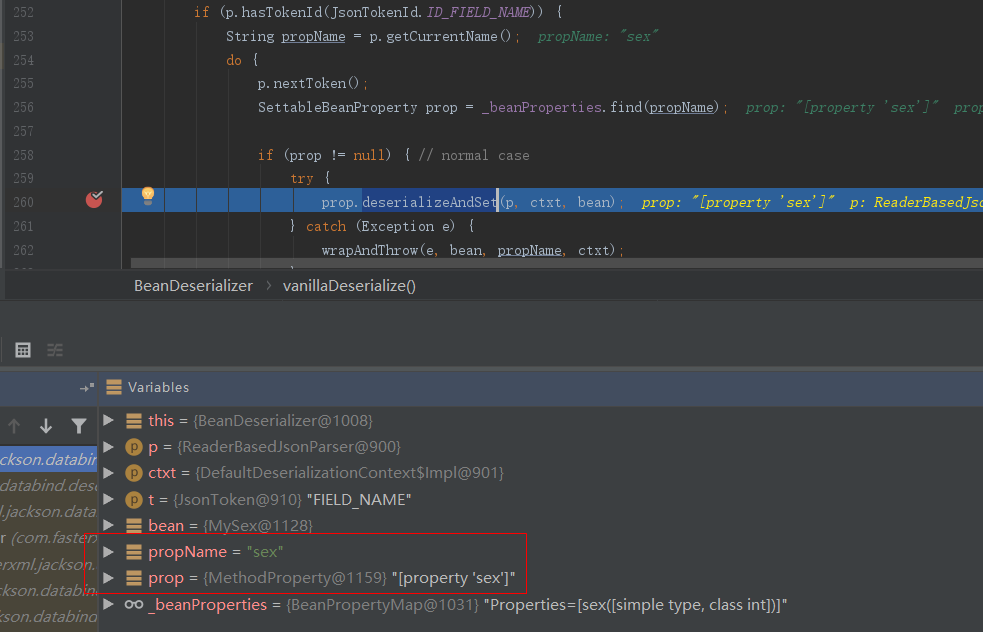 252 if (p.hasTokenId(JsonTokenId.ID_FIELD_NAME)) {
253 String propName = p.getCurrentName(); propName: "sex"
254 do {
255 p.nextToken();
256 SettableBeanProperty prop = _beanProperties.find(propName); prop: "[property 'sex']" prop
257
258 if (prop != null) { // normal case
259 try {
260 prop.deserializeAndSet(p, ctxt, bean); prop: "[property 'sex']" p: ReaderBasedJso
261 } catch (Exception e) {
262 wrapAndThrow(e, bean, propName, ctxt);
BeanDeserializer › vanillaDeserialize()
Variables
this = {BeanDeserializer@1008}
p p = {ReaderBasedJsonParser@900}
p ctxt = {DefaultDeserializationContext$Impl@901}
p t = {JsonToken@910} "FIELD_NAME"
bean = {MySex@1128}
propName = "sex"
prop = {MethodProperty@1159} "[property 'sex']"
_beanProperties = {BeanPropertyMap@1031} "Properties=[sex([simple type, class int])]"
ckson.databin
databind.dese
l.jackson.data
r (com.fasterx
erxml.jackson.
ckson.databin
kson.databind